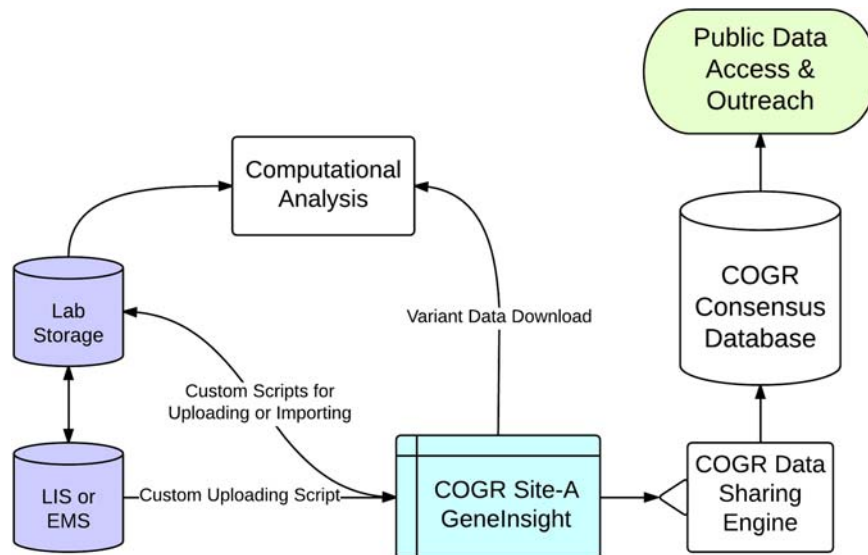 Public Data
Access &
Outreach
Computational
Analysis
COGR
Consensus
Database
Lab
Storage
Variant Data Download
Custom Scripts for
Uploading or Importing
LIS or
EMS
Custom Uploading Script
COGR Site-A
GeneInsight
COGR Data
Sharing
Engine